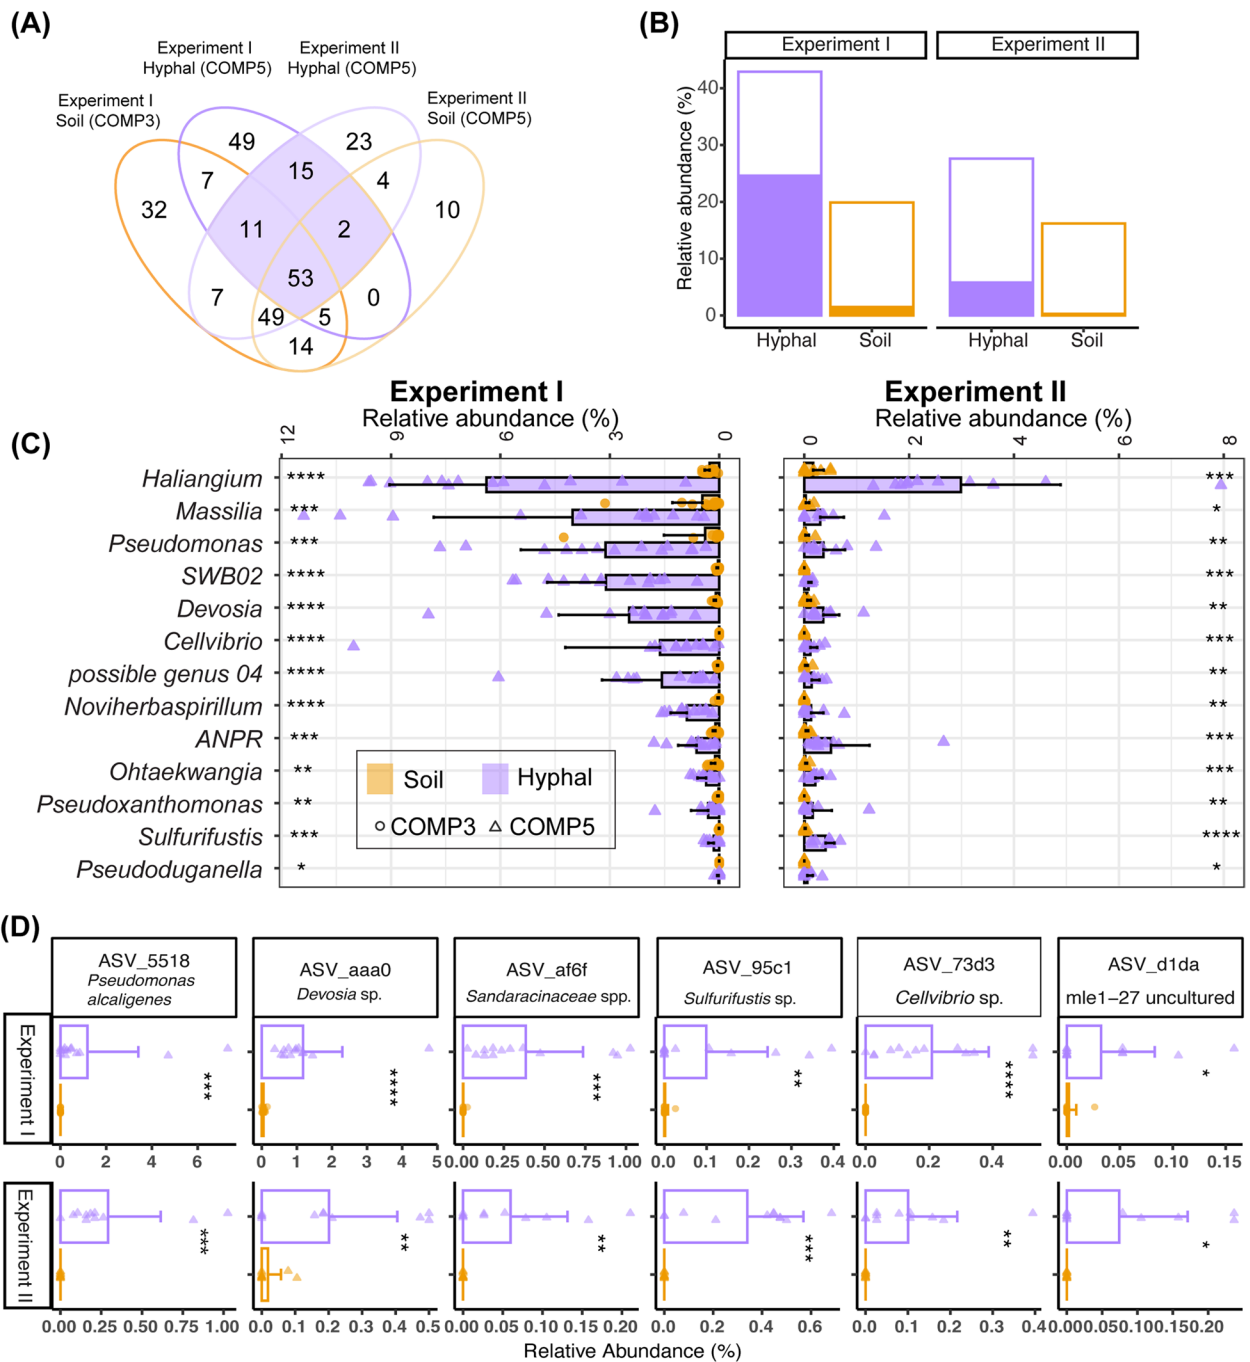 (A)
Experiment I
Hyphal (COMP5)
Experiment II
Hyphal (COMP5)
Experiment I
Soil (COMP3)
Experiment II
Soil (COMP5)
49
23
7
15
4
32
11
2
10
53
7
0
49
5
14
(B)
Experiment I
Experiment II
Relative abundance (%)
40
30
20
10
0
Hyphal
Soil
Hyphal
Soil
(C)
Experiment I
Relative abundance (%)
12
9
6
3
0
Experiment II
Relative abundance (%)
0
2
4
6
8
Haliangium **** ***
Massilia *** *
Pseudomonas *** **
SWB02 **** ***
Devosia **** **
Cellvibrio **** ***
possible genus 04 **** **
Noviherbaspirillum **** **
ANPR *** ***
Ohtaekwangia ** ***
Pseudoxanthomonas ** **
Sulfurifustis *** ****
Pseudoduganella * *
Soil
Hyphal
COMP3
COMP5
(D)
ASV_5518
Pseudomonas
alcaligenes
ASV_aaa0
Devosia sp.
ASV_af6f
Sandaracinaceae spp.
ASV_95c1
Sulfurifustis sp.
ASV_73d3
Cellvibrio sp.
ASV_d1da
mle1-27 uncultured
Experiment I
***
****
***
**
****
*
0 2 4 6
0 1 2 3 4 5
0.00 0.25 0.50 0.75 1.00
0.0 0.1 0.2 0.3 0.4
0.0 0.2 0.4
0.00 0.05 0.10 0.15
Experiment II
***
**
**
***
**
*
0.00 0.25 0.50 0.75 1.00
0.0 0.1 0.2 0.3 0.4 0.5
0.00 0.05 0.10 0.15 0.20
0.0 0.2 0.4 0.6
0.0 0.1 0.2 0.3 0.4
0.00 0.05 0.10 0.15 0.20
Relative Abundance (%)